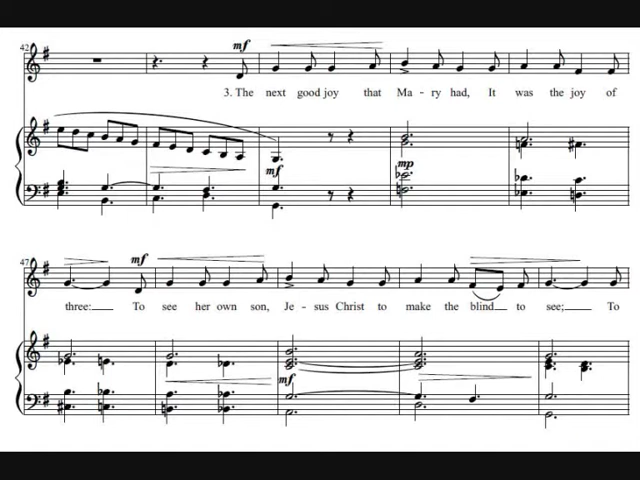 42
mf
3. The next good joy that Ma - ry had, It was the joy of
mf
mp
47
mf
three: To see her own son, Je - sus Christ to make the blind to see; To
mf